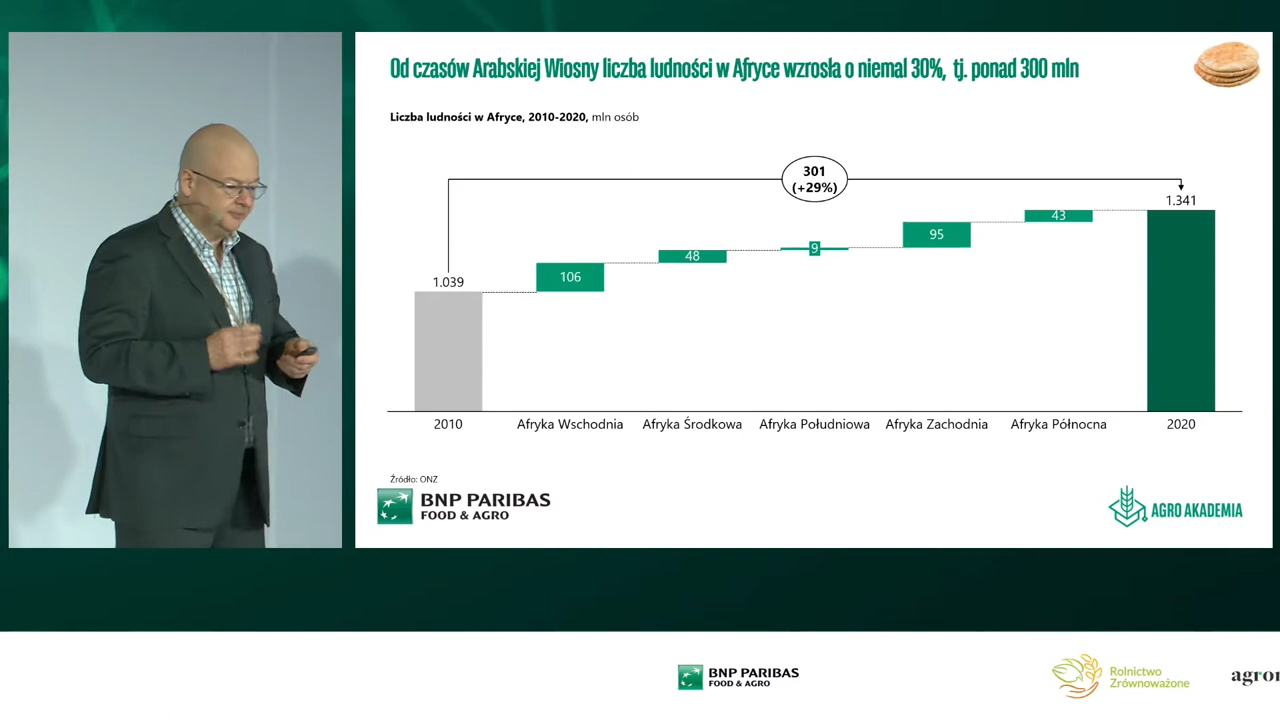 Od czasów Arabskiej Wiosny liczba ludności w Afryce wzrosła o niemal 30%, tj. ponad 300 mln
Liczba ludności w Afryce, 2010-2020, mln osób
301
(+29%)
1.341
43
95
9
48
106
1.039
2010
Afryka Wschodnia
Afryka Środkowa
Afryka Południowa
Afryka Zachodnia
Afryka Północna
2020
Źródło: ONZ
BNP PARIBAS
FOOD & AGRO
AGRO AKADEMIA
BNP PARIBAS
FOOD & AGRO
Rolnictwo
Zrównoważone